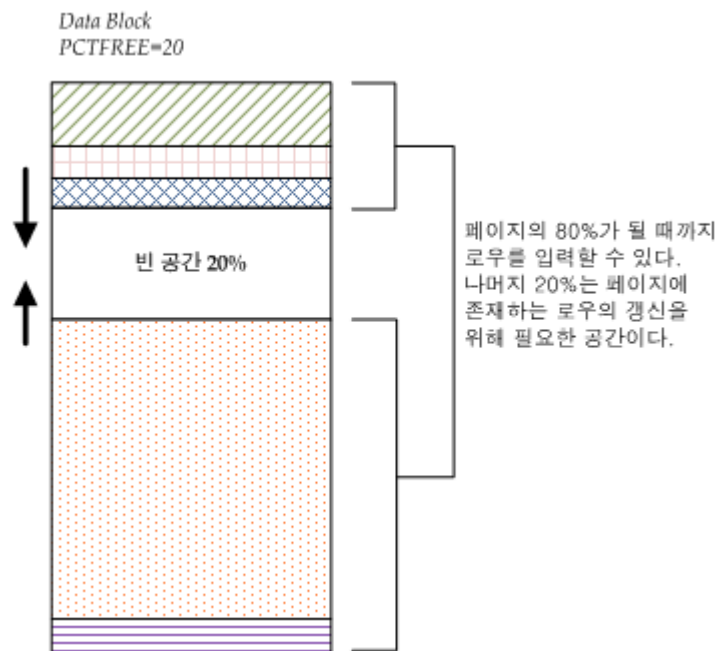 Data Block
PCTFREE=20
빈 공간 20%
페이지의 80%가 될 때까지
로우를 입력할 수 있다.
나머지 20%는 페이지에
존재하는 로우의 갱신을
위해 필요한 공간이다.